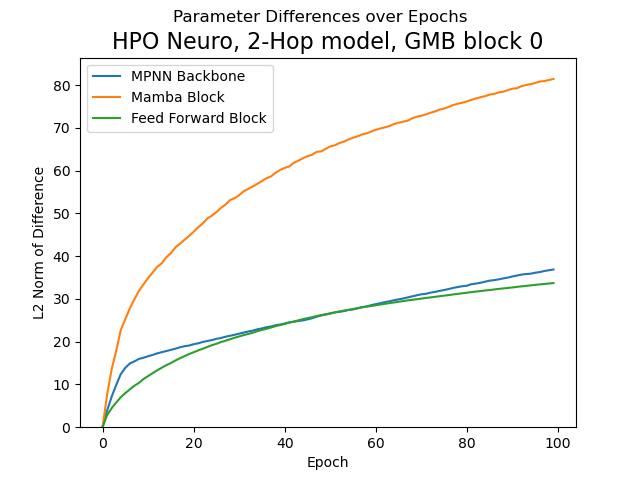 Parameter Differences over Epochs
HPO Neuro, 2-Hop model, GMB block 0
MPNN Backbone
Mamba Block
Feed Forward Block
L2 Norm of Difference
80
70
60
50
40
30
20
10
0
0 20 40 60 80 100
Epoch